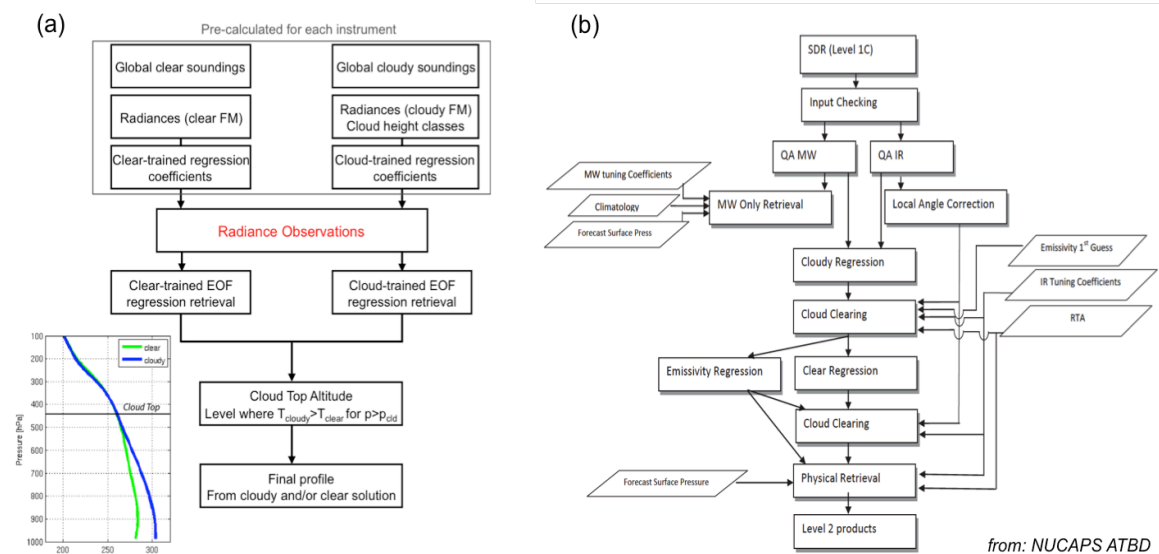 (a)
Pre-calculated for each instrument
Global clear soundings
Global cloudy soundings
Radiances (clear FM)
Radiances (cloudy FM)
Cloud height classes
Clear-trained regression
coefficients
Cloud-trained regression
coefficients
Radiance Observations
Clear-trained EOF
regression retrieval
Cloud-trained EOF
regression retrieval
Cloud Top Altitude
Level where Tcloudy>Tclear for p>pcld
Final profile
From cloudy and/or clear solution
clear
cloudy
Cloud Top
Pressure [hPa]
100
200
300
400
500
600
700
800
900
1000
200
250
300
(b)
SDR (Level 1C)
Input Checking
QA MW
QA IR
MW tuning Coefficients
Climatology
Forecast Surface Press
MW Only Retrieval
Local Angle Correction
Cloudy Regression
Emissivity 1st Guess
IR Tuning Coefficients
RTA
Cloud Clearing
Emissivity Regression
Clear Regression
Cloud Clearing
Forecast Surface Pressure
Physical Retrieval
Level 2 products
from: NUCAPS ATBD